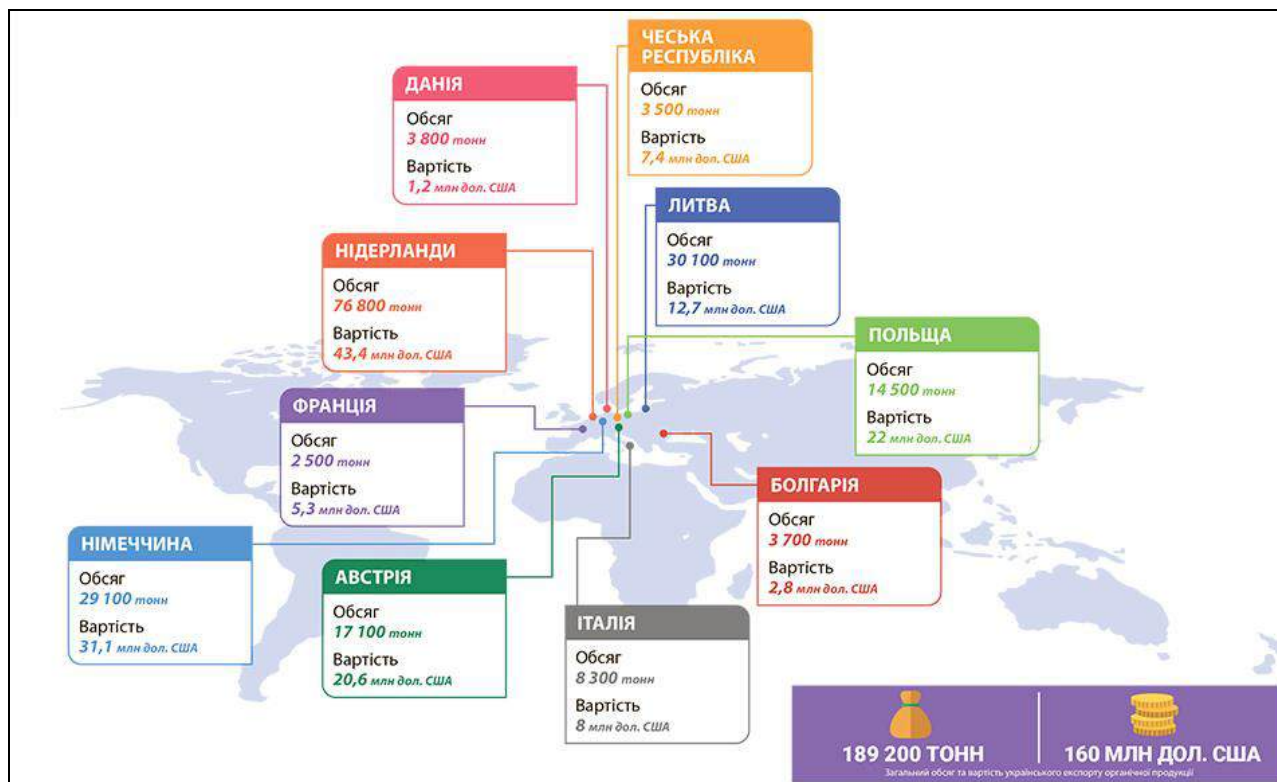 ЧЕСЬКА
РЕСПУБЛІКА
Обсяг
3 500 тонн
Вартість
7,4 млн дол. США
ДАНІЯ
Обсяг
3 800 тонн
Вартість
1,2 млн дол. США
ЛИТВА
Обсяг
30 100 тонн
Вартість
12,7 млн дол. США
НІДЕРЛАНДИ
Обсяг
76 800 тонн
Вартість
43,4 млн дол. США
ПОЛЬЩА
Обсяг
14 500 тонн
Вартість
22 млн дол. США
ФРАНЦІЯ
Обсяг
2 500 тонн
Вартість
5,3 млн дол. США
БОЛГАРІЯ
Обсяг
3 700 тонн
Вартість
2,8 млн дол. США
НІМЕЧЧИНА
Обсяг
29 100 тонн
Вартість
31,1 млн дол. США
АВСТРІЯ
Обсяг
17 100 тонн
Вартість
20,6 млн дол. США
ІТАЛІЯ
Обсяг
8 300 тонн
Вартість
8 млн дол. США
189 200 ТОНН
160 МЛН ДОЛ. США
Загальний обсяг та вартість українського експорту органічної продукції